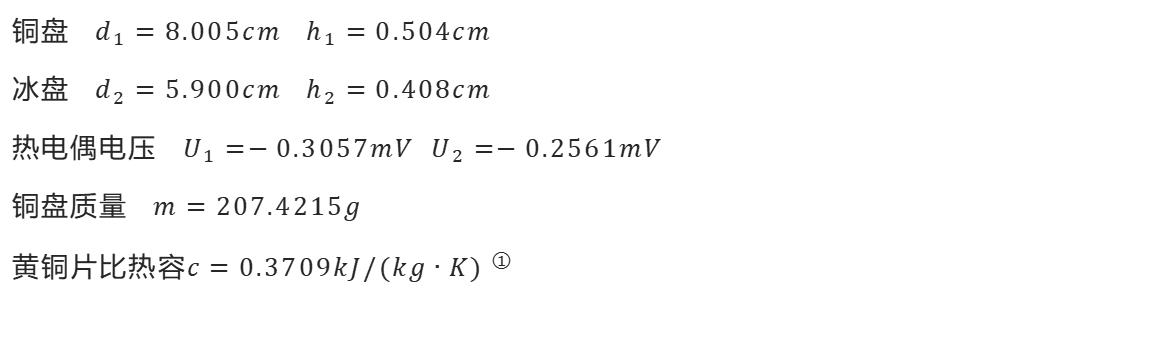 铜盘 d₁ = 8.005cm h₁ = 0.504cm
冰盘 d₂ = 5.900cm h₂ = 0.408cm
热电偶电压 U₁ =− 0.3057mV U₂ =− 0.2561mV
铜盘质量 m = 207.4215g
黄铜片比热容c = 0.3709kJ/(kg · K) ①